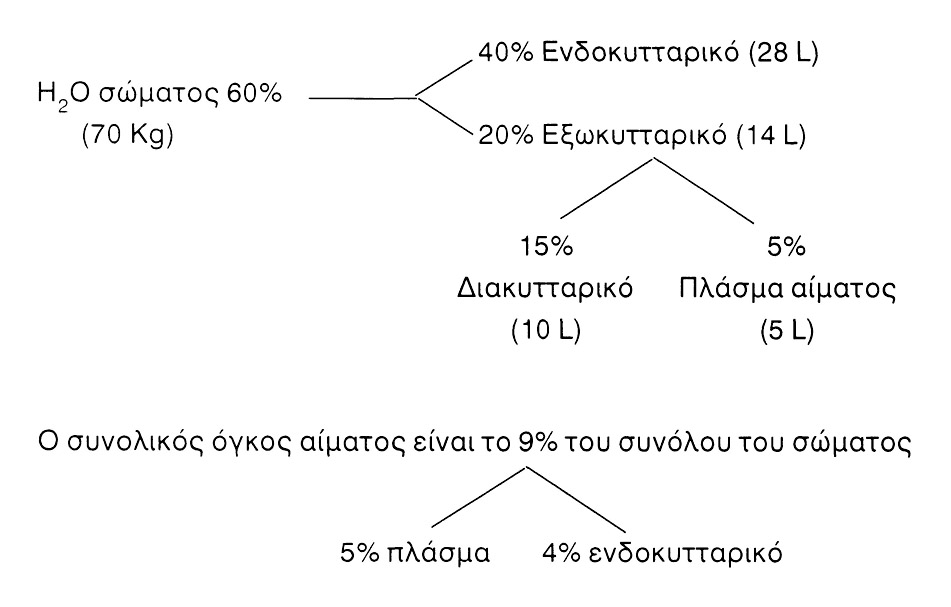 40% Ενδοκυτταρικό (28 L)
H₂O σώματος 60%
(70 Kg)
20% Εξωκυτταρικό (14 L)
15%
Διακυτταρικό
(10 L)
5%
Πλάσμα αίματος
(5 L)
Ο συνολικός όγκος αίματος είναι το 9% του συνόλου του σώματος
5% πλάσμα
4% ενδοκυτταρικό